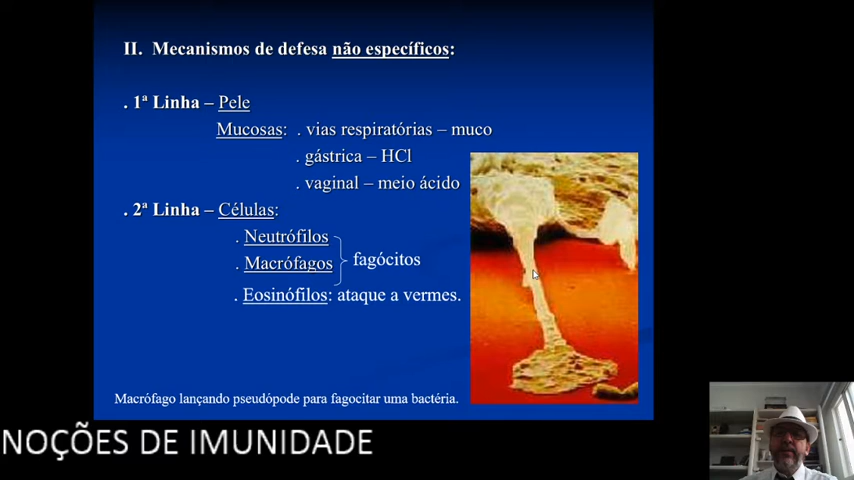 II. Mecanismos de defesa não específicos:
. 1ª Linha – Pele
Mucosas: . vias respiratórias – muco
. gástrica – HCl
. vaginal – meio ácido
. 2ª Linha – Células:
. Neutrófilos
. Macrófagos
fagócitos
. Eosinófilos: ataque a vermes.
Macrófago lançando pseudópode para fagocitar uma bactéria.
NOÇÕES DE IMUNIDADE